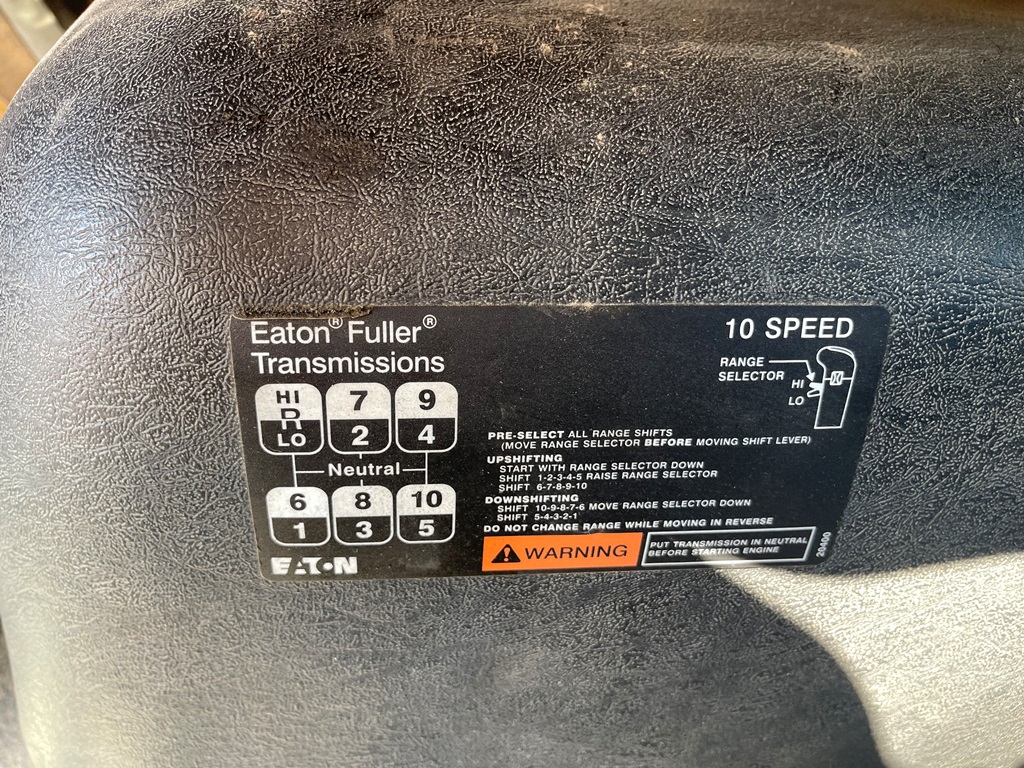 Eaton® Fuller®
Transmissions
10 SPEED
RANGE
SELECTOR
HI
LO
HI
R
LO
7
2
9
4
Neutral
6
1
8
3
10
5
EATON
PRE-SELECT ALL RANGE SHIFTS
(MOVE RANGE SELECTOR BEFORE MOVING SHIFT LEVER)
UPSHIFTING
START WITH RANGE SELECTOR DOWN
SHIFT 1-2-3-4-5 RAISE RANGE SELECTOR
SHIFT 6-7-8-9-10
DOWNSHIFTING
SHIFT 10-9-8-7-6 MOVE RANGE SELECTOR DOWN
SHIFT 5-4-3-2-1
DO NOT CHANGE RANGE WHILE MOVING IN REVERSE
WARNING
PUT TRANSMISSION IN NEUTRAL
BEFORE STARTING ENGINE
20400